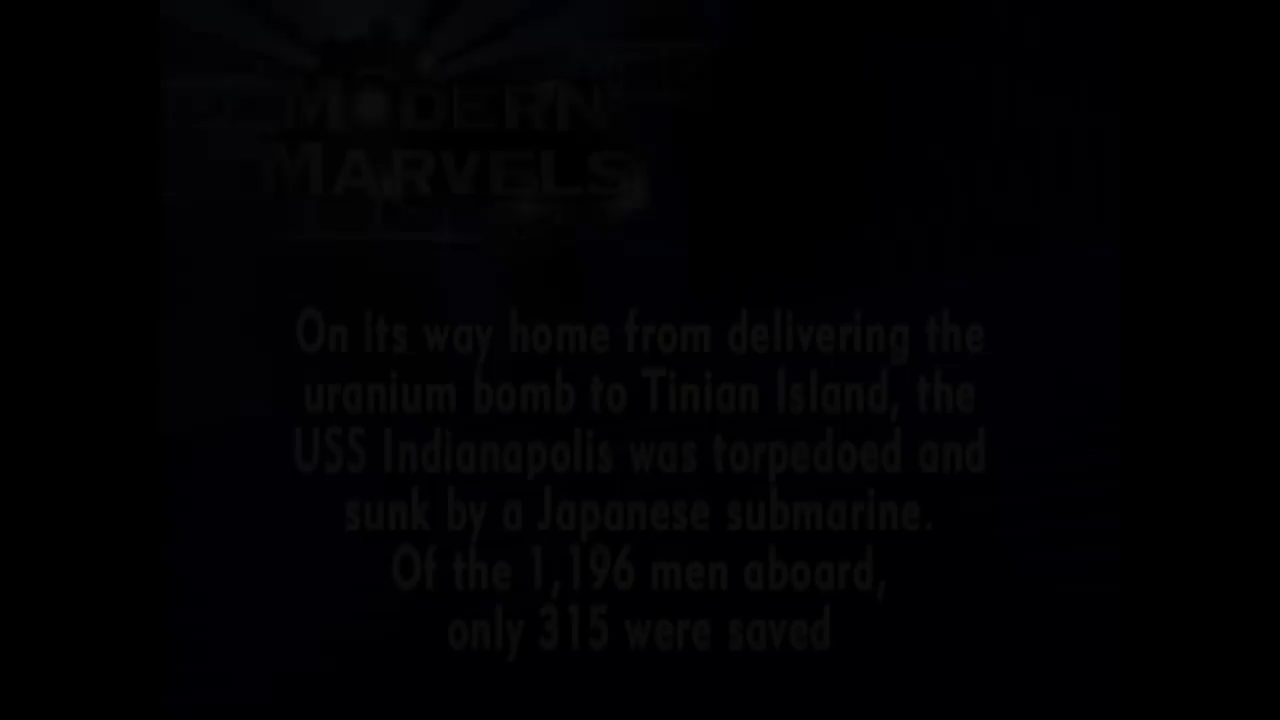 MODERN
MARVELS
On its way home from delivering the
uranium bomb to Tinian Island, the
USS Indianapolis was torpedoed and
sunk by a Japanese submarine.
Of the 1,196 men aboard,
only 315 were saved